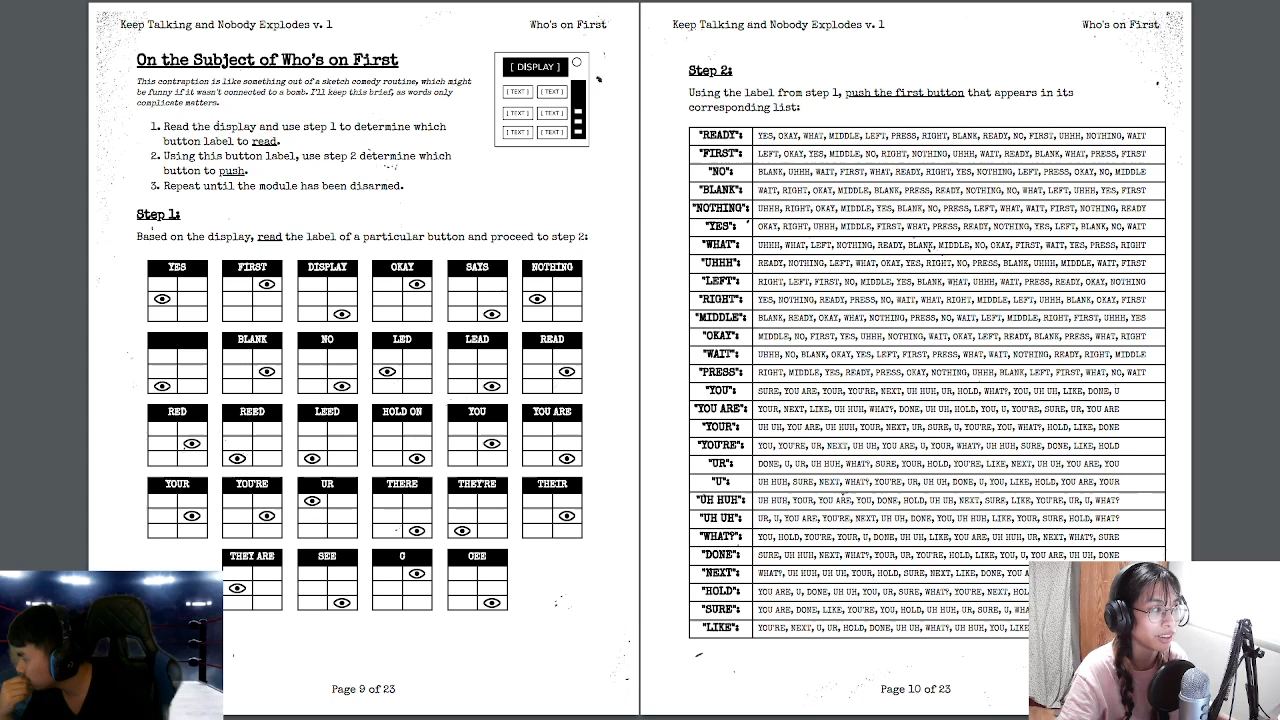 Keep Talking and Nobody Explodes v. 1
Who's on First
On the Subject of Who's on First
This contraption is like something out of a sketch comedy routine, which might
be funny if it wasn't connected to a bomb. I'll keep this brief, as words only
complicate matters.
[ DISPLAY ]
[ TEXT ] [ TEXT ]
[ TEXT ] [ TEXT ]
[ TEXT ] [ TEXT ]
1. Read the display and use step 1 to determine which
button label to read.
2. Using this button label, use step 2 determine which
button to push.
3. Repeat until the module has been disarmed.
Step 1:
Based on the display, read the label of a particular button and proceed to step 2:
YES FIRST DISPLAY OKAY SAYS NOTHING
BLANK NO LED LEAD READ
RED REED LEED HOLD ON YOU YOU ARE
YOUR YOU'RE UR THERE THEY'RE THEIR
THEY ARE SEE C CEE
Page 9 of 23
Keep Talking and Nobody Explodes v. 1
Who's on First
Step 2:
Using the label from step 1, push the first button that appears in its
corresponding list:
"READY": YES, OKAY, WHAT, MIDDLE, LEFT, PRESS, RIGHT, BLANK, READY, NO, FIRST, UHHH, NOTHING, WAIT
"FIRST": LEFT, OKAY, YES, MIDDLE, NO, RIGHT, NOTHING, UHHH, WAIT, READY, BLANK, WHAT, PRESS, FIRST
"NO": BLANK, UHHH, WAIT, FIRST, WHAT, READY, RIGHT, YES, NOTHING, LEFT, PRESS, OKAY, NO, MIDDLE
"BLANK": WAIT, RIGHT, OKAY, MIDDLE, BLANK, PRESS, READY, NOTHING, NO, WHAT, LEFT, UHHH, YES, FIRST
"NOTHING": UHHH, RIGHT, OKAY, MIDDLE, YES, BLANK, NO, PRESS, LEFT, WHAT, WAIT, FIRST, NOTHING, READY
"YES": OKAY, RIGHT, UHHH, MIDDLE, FIRST, WHAT, PRESS, READY, NOTHING, YES, LEFT, BLANK, NO, WAIT
"WHAT": UHHH, WHAT, LEFT, NOTHING, READY, BLANK, MIDDLE, NO, OKAY, FIRST, WAIT, YES, PRESS, RIGHT
"UHHH": READY, NOTHING, LEFT, WHAT, OKAY, YES, RIGHT, NO, PRESS, BLANK, UHHH, MIDDLE, WAIT, FIRST
"LEFT": RIGHT, LEFT, FIRST, NO, MIDDLE, YES, BLANK, WHAT, UHHH, WAIT, PRESS, READY, OKAY, NOTHING
"RIGHT": YES, NOTHING, READY, PRESS, NO, WAIT, WHAT, RIGHT, MIDDLE, LEFT, UHHH, BLANK, OKAY, FIRST
"MIDDLE": BLANK, READY, OKAY, WHAT, NOTHING, PRESS, NO, WAIT, LEFT, MIDDLE, RIGHT, FIRST, UHHH, YES
"OKAY": MIDDLE, NO, FIRST, YES, UHHH, NOTHING, WAIT, OKAY, LEFT, READY, BLANK, PRESS, WHAT, RIGHT
"WAIT": UHHH, NO, BLANK, OKAY, YES, LEFT, FIRST, PRESS, WHAT, WAIT, NOTHING, READY, RIGHT, MIDDLE
"PRESS": RIGHT, MIDDLE, YES, READY, PRESS, OKAY, NOTHING, UHHH, BLANK, LEFT, FIRST, WHAT, NO, WAIT
"YOU": SURE, YOU ARE, YOUR, YOU'RE, NEXT, UH HUH, UR, HOLD, WHAT?, YOU, UH UH, LIKE, DONE, U
"YOU ARE": YOUR, NEXT, LIKE, UH HUH, WHAT?, DONE, UH UH, HOLD, YOU, U, YOU'RE, SURE, UR, YOU ARE
"YOUR": UH UH, YOU ARE, UH HUH, YOUR, NEXT, UR, SURE, U, YOU'RE, YOU, WHAT?, HOLD, LIKE, DONE
"YOU'RE": YOU, YOU'RE, UR, NEXT, UH UH, YOU ARE, U, YOUR, WHAT?, UH HUH, SURE, DONE, LIKE, HOLD
"UR": DONE, U, UR, UH HUH, WHAT?, SURE, YOUR, HOLD, YOU'RE, LIKE, NEXT, UH UH, YOU ARE, YOU
"U": UH HUH, SURE, NEXT, WHAT?, YOU'RE, UR, UH UH, DONE, U, YOU, LIKE, HOLD, YOU ARE, YOUR
"UH HUH": UH HUH, YOUR, YOU ARE, YOU, DONE, HOLD, UH UH, NEXT, SURE, LIKE, YOU'RE, UR, U, WHAT?
"UH UH": UR, U, YOU ARE, YOU'RE, NEXT, UH UH, DONE, YOU, UH HUH, LIKE, YOUR, SURE, HOLD, WHAT?
"WHAT?": YOU, HOLD, YOU'RE, YOUR, U, DONE, UH UH, LIKE, YOU ARE, UH HUH, UR, NEXT, WHAT?, SURE
"DONE": SURE, UH HUH, NEXT, WHAT?, YOUR, UR, YOU'RE, HOLD, LIKE, YOU, U, YOU ARE, UH UH, DONE
"NEXT": WHAT?, UH HUH, UH UH, YOUR, HOLD, SURE, NEXT, LIKE, DONE, YOU A
"HOLD": YOU ARE, U, DONE, UH UH, YOU, UR, SURE, WHAT?, YOU'RE, NEXT, HOL
"SURE": YOU ARE, DONE, LIKE, YOU'RE, YOU, HOLD, UH HUH, UR, SURE, U, WHA
"LIKE": YOU'RE, NEXT, U, UR, HOLD, DONE, UH UH, WHAT?, UH HUH, YOU, LIKE
Page 10 of 23